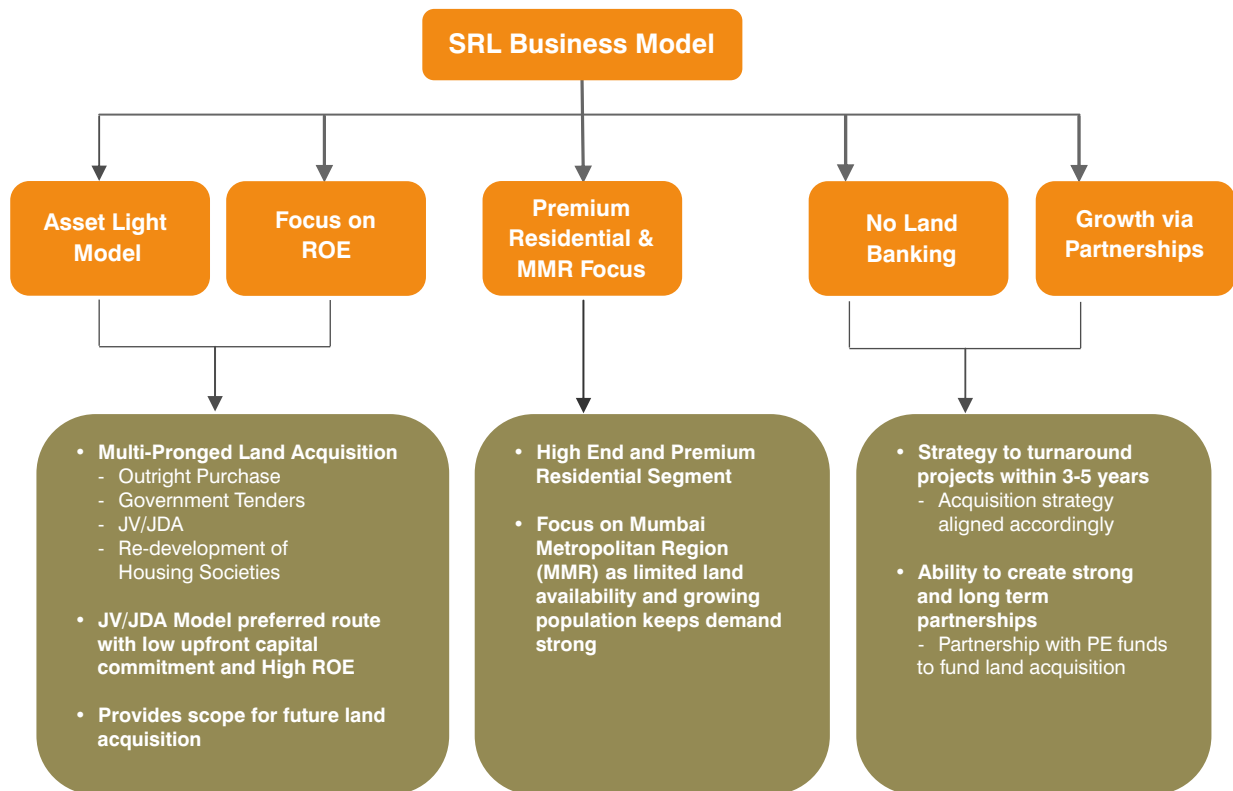 SRL Business Model
Asset Light
Model
Focus on
ROE
Premium
Residential &
MMR Focus
No Land
Banking
Growth via
Partnerships
• Multi-Pronged Land Acquisition
- Outright Purchase
- Government Tenders
- JV/JDA
- Re-development of
Housing Societies
• JV/JDA Model preferred route
with low upfront capital
commitment and High ROE
• Provides scope for future land
acquisition
• High End and Premium
Residential Segment
• Focus on Mumbai
Metropolitan Region
(MMR) as limited land
availability and growing
population keeps demand
strong
• Strategy to turnaround
projects within 3-5 years
- Acquisition strategy
aligned accordingly
• Ability to create strong
and long term
partnerships
- Partnership with PE funds
to fund land acquisition